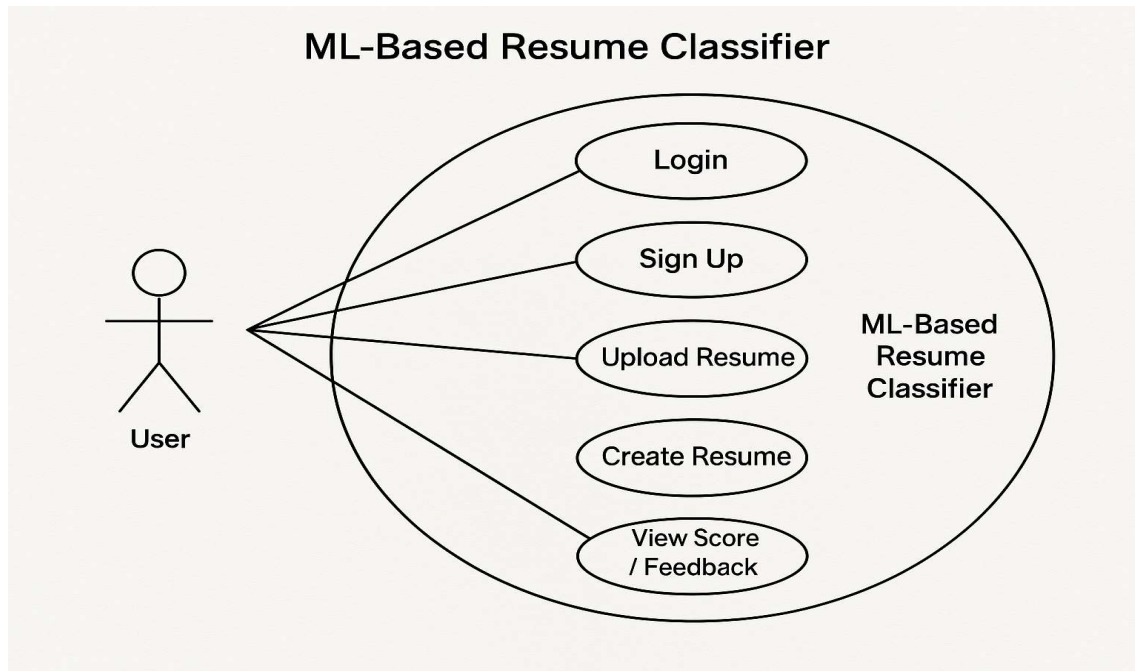 ML-Based Resume Classifier
Login
Sign Up
Upload Resume
Create Resume
View Score
/ Feedback
ML-Based
Resume
Classifier
User